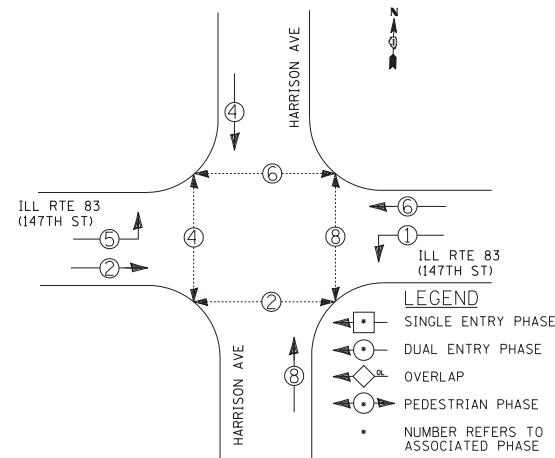 N
HARRISON AVE
4
6
ILL RTE 83
(147TH ST)
6
5
4
8
1
2
ILL RTE 83
(147TH ST)
2
HARRISON AVE
8
LEGEND
* SINGLE ENTRY PHASE
* DUAL ENTRY PHASE
OL OVERLAP
* PEDESTRIAN PHASE
* NUMBER REFERS TO
ASSOCIATED PHASE